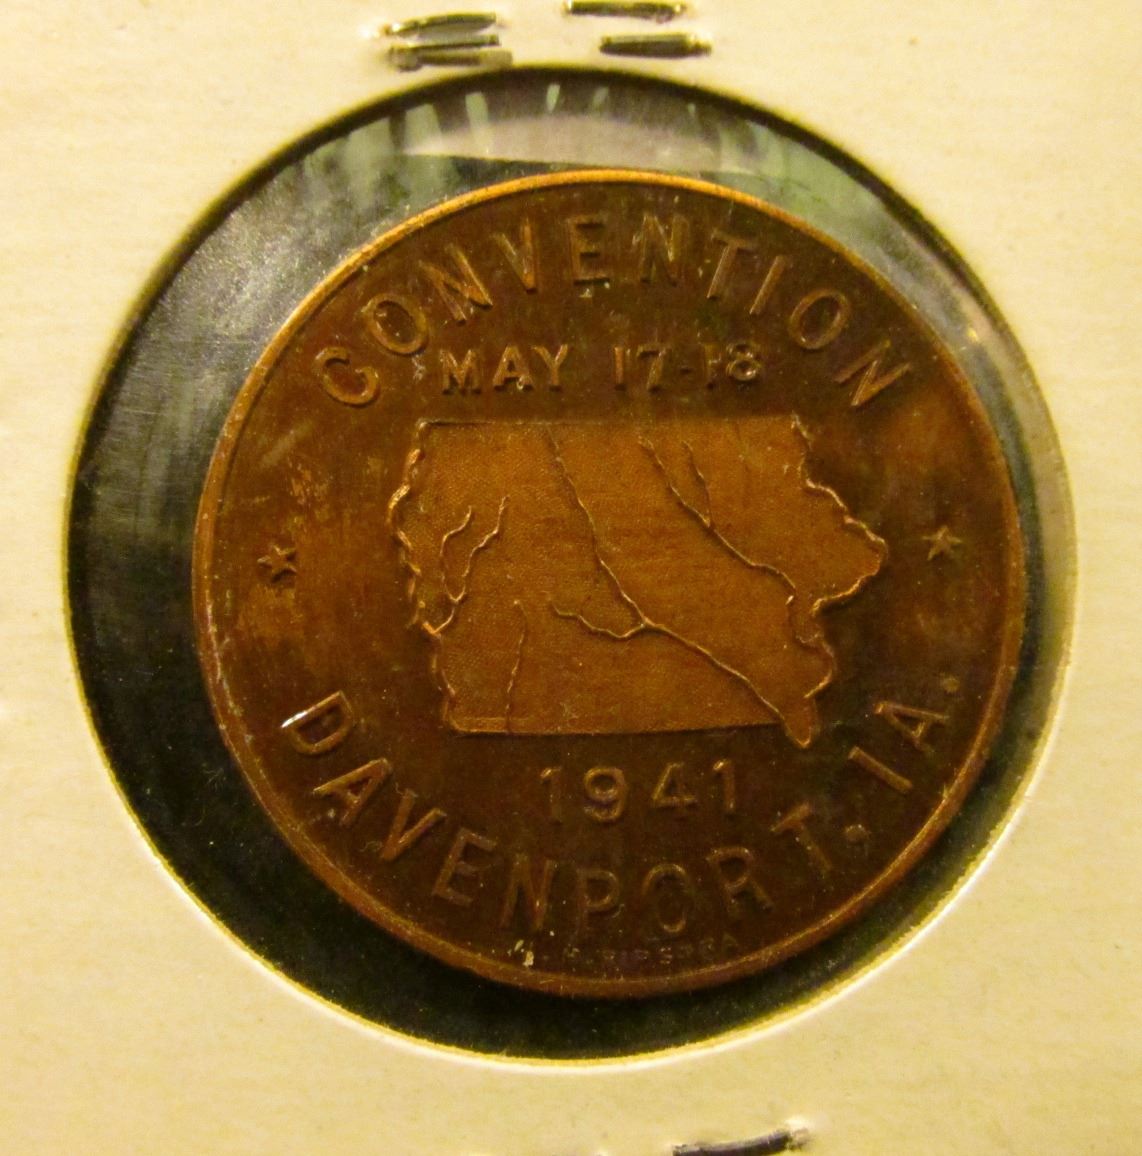 CONVENTION
MAY 17-18
1941
DAVENPORT. IA.